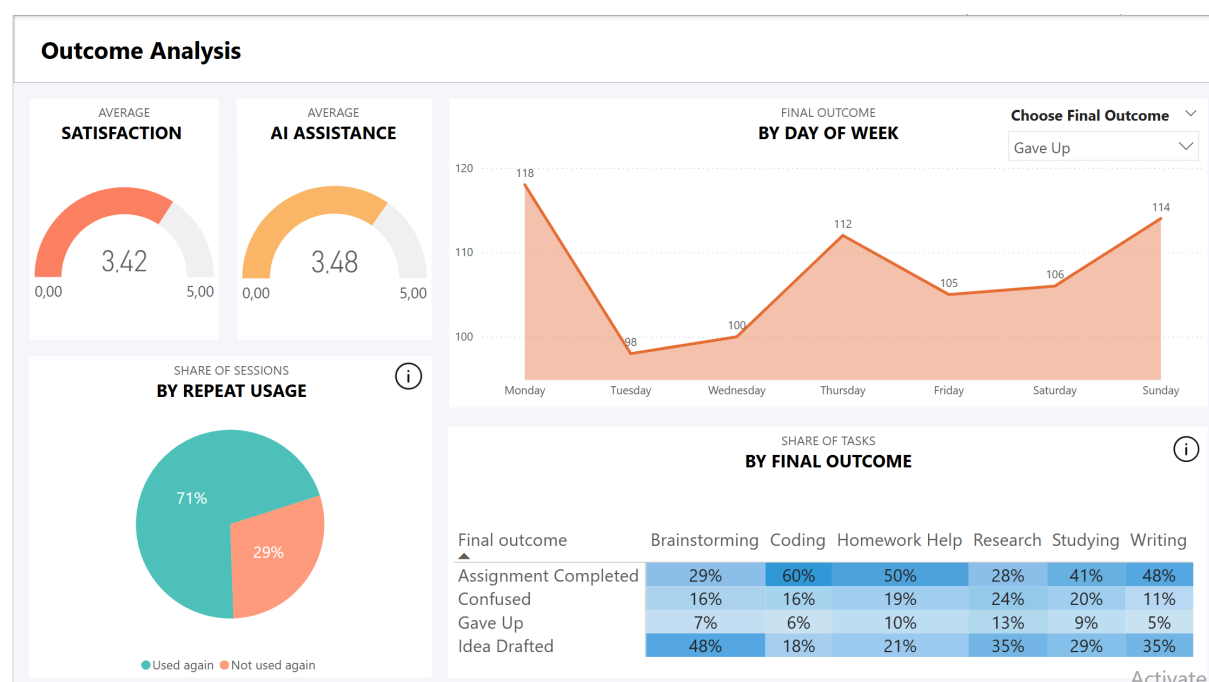 Outcome Analysis
AVERAGE
SATISFACTION
3,42
0,00 5,00
AVERAGE
AI ASSISTANCE
3,48
0,00 5,00
FINAL OUTCOME
BY DAY OF WEEK
Choose Final Outcome
Gave Up
120
110
100
118
98
100
112
105
106
114
Monday Tuesday Wednesday Thursday Friday Saturday Sunday
SHARE OF SESSIONS
BY REPEAT USAGE
i
71%
29%
Used again Not used again
SHARE OF TASKS
BY FINAL OUTCOME
i
Final outcome Brainstorming Coding Homework Help Research Studying Writing
Assignment Completed 29% 60% 50% 28% 41% 48%
Confused 16% 16% 19% 24% 20% 11%
Gave Up 7% 6% 10% 13% 9% 5%
Idea Drafted 48% 18% 21% 35% 29% 35%
Activate